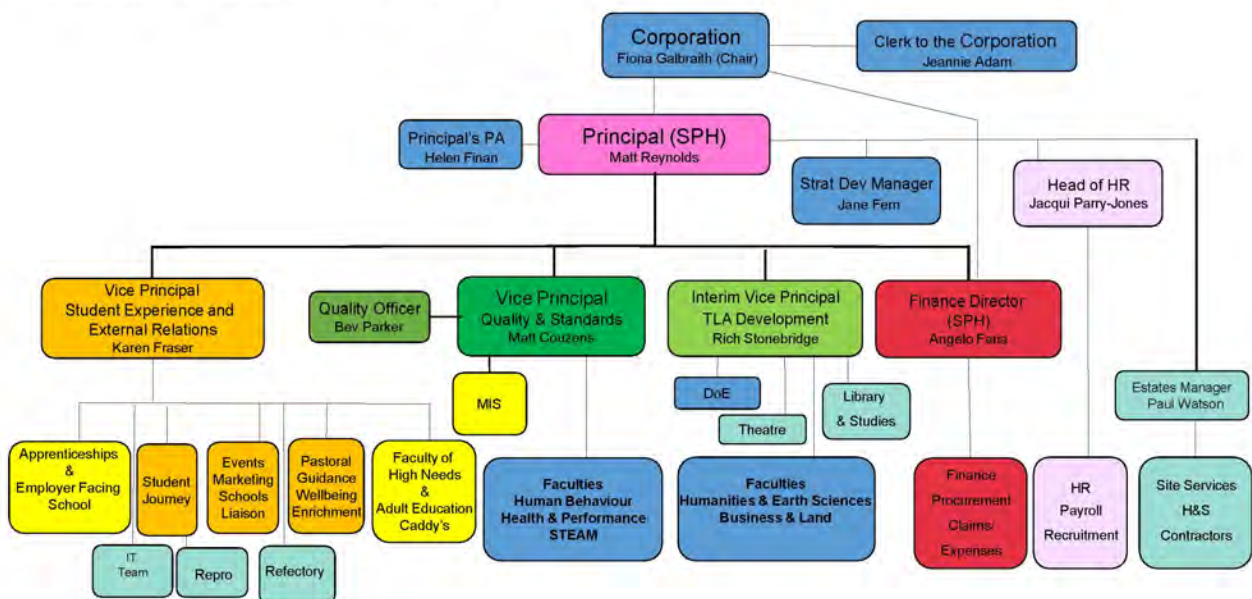 Corporation
Fiona Galbraith (Chair)
Clerk to the Corporation
Jeannie Adam
Principal's PA
Helen Finan
Principal (SPH)
Matt Reynolds
Strat Dev Manager
Jane Fern
Head of HR
Jacqui Parry-Jones
Vice Principal
Student Experience and
External Relations
Karen Fraser
Quality Officer
Bev Parker
Vice Principal
Quality & Standards
Matt Couzens
Interim Vice Principal
TLA Development
Rich Stonebridge
Finance Director
(SPH)
Angelo Faria
Estates Manager
Paul Watson
MIS
DoE
Theatre
Library
& Studies
Apprenticeships
&
Employer Facing
School
Student
Journey
Events
Marketing
Schools
Liaison
Pastoral
Guidance
Wellbeing
Enrichment
Faculty of
High Needs
&
Adult Education
Caddy's
Faculties
Human Behaviour
Health & Performance
STEAM
Faculties
Humanities & Earth Sciences
Business & Land
Finance
Procurement
Claims/
Expenses
HR
Payroll
Recruitment
Site Services
H&S
Contractors
IT
Team
Repro
Refectory